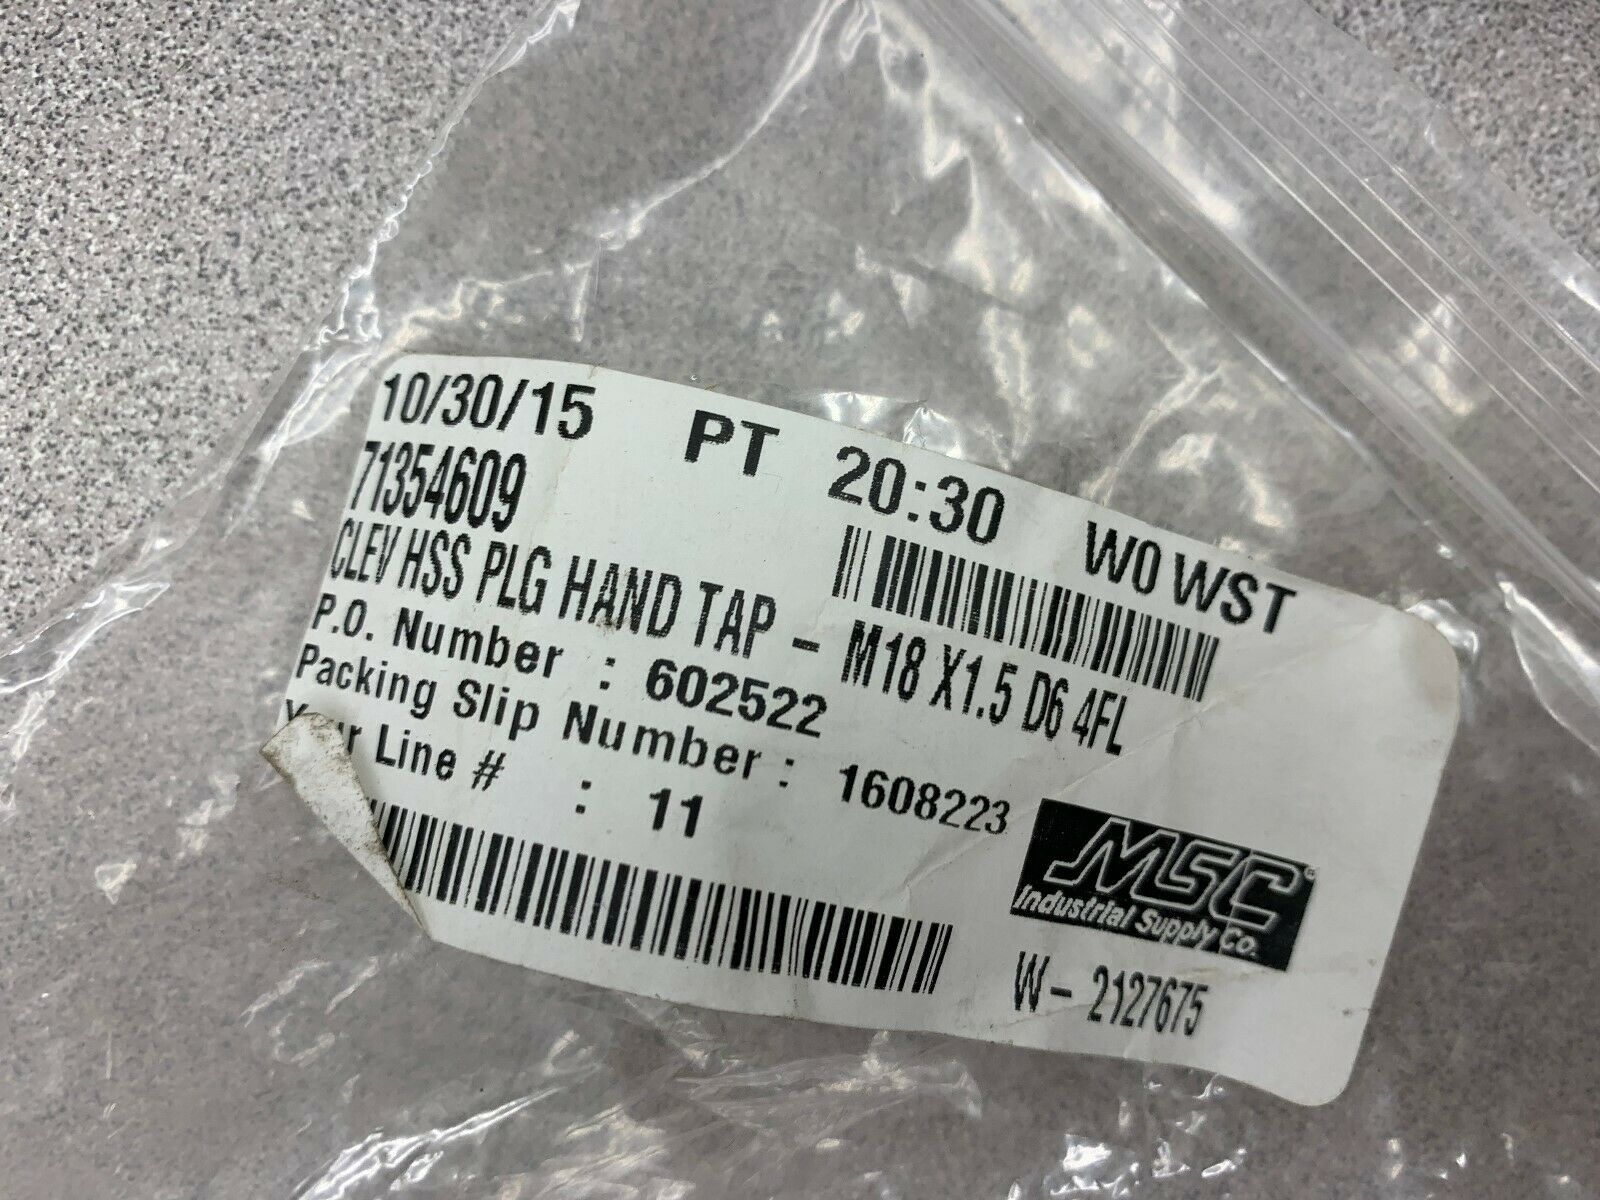 10/30/15 PT 20:30 W0 WST
71354609
CLEV HSS PLG HAND TAP - M18 X1.5 D6 4FL
P.O. Number : 602522
Packing Slip Number : 1608223
Your Line # : 11
MSC®
Industrial Supply Co.
W- 2127675